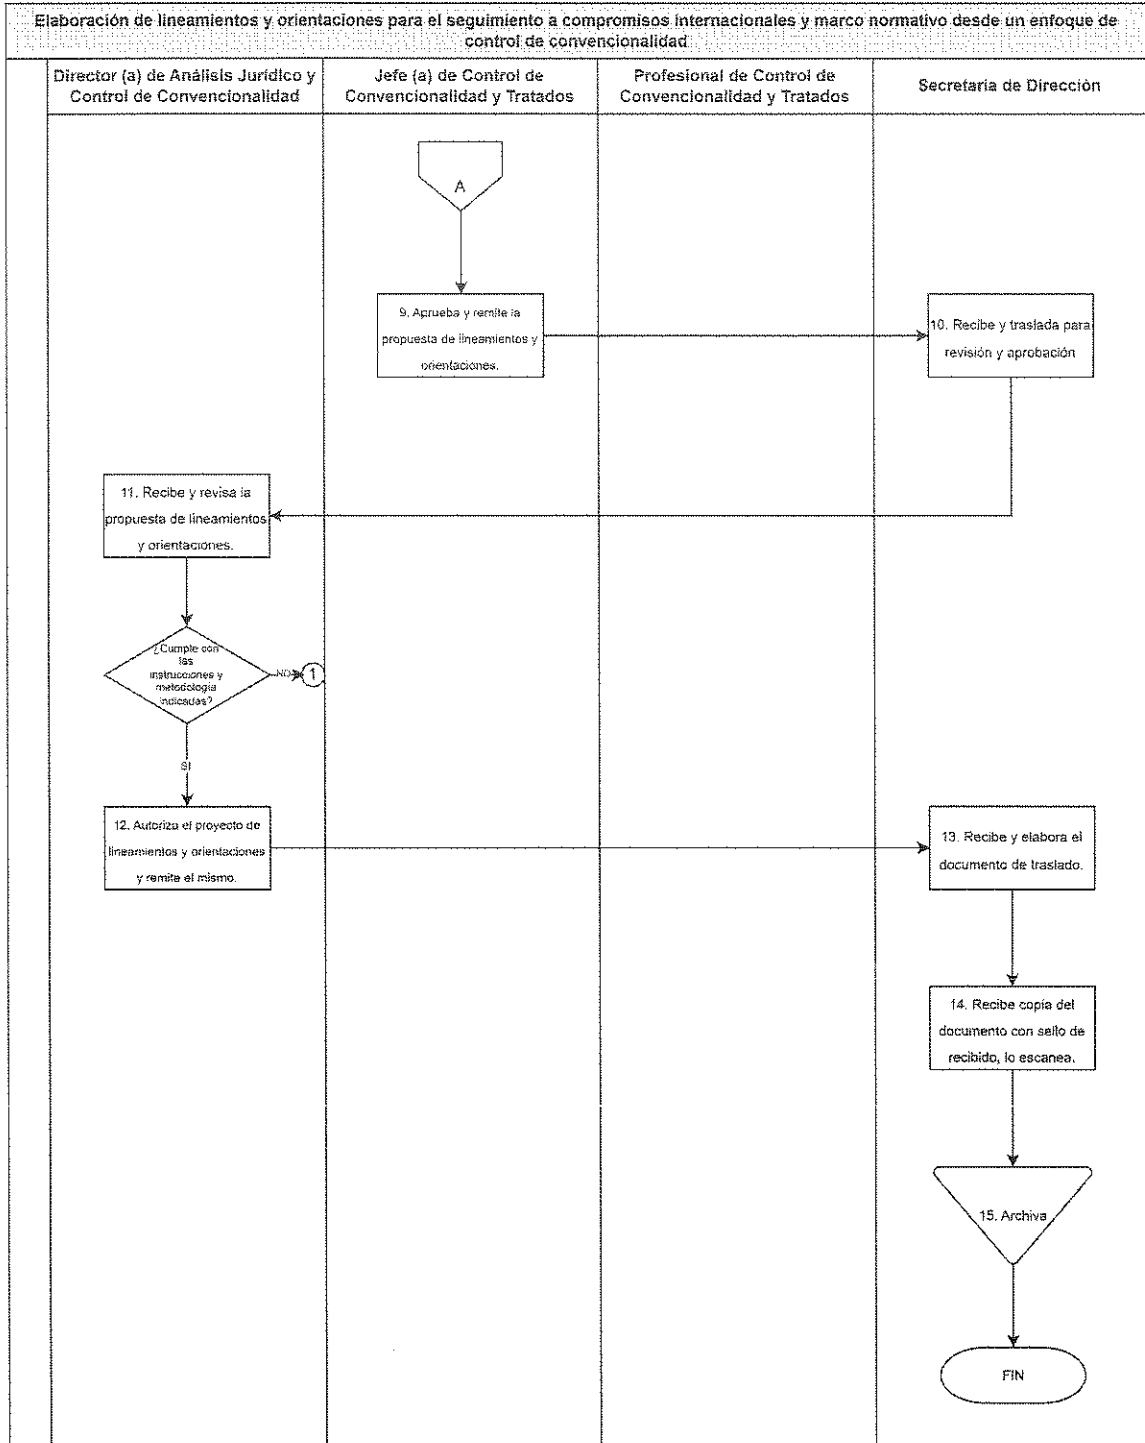 Elaboración de lineamientos y orientaciones para el seguimiento a compromisos internacionales y marco normativo desde un enfoque de
control de convencionalidad
Director (a) de Análisis Jurídico y
Control de Convencionalidad
Jefe (a) de Control de
Convencionalidad y Tratados
Profesional de Control de
Convencionalidad y Tratados
Secretaria de Dirección
A
9. Aprueba y remite la
propuesta de lineamientos y
orientaciones.
10. Recibe y traslada para
revisión y aprobación
11. Recibe y revisa la
propuesta de lineamientos
y orientaciones.
¿Cumple con
las
instrucciones y
metodología
indicadas?
NO
1
SI
12. Autoriza el proyecto de
lineamientos y orientaciones
y remite el mismo.
13. Recibe y elabora el
documento de traslado.
14. Recibe copia del
documento con sello de
recibido, lo escanea.
15. Archiva
FIN